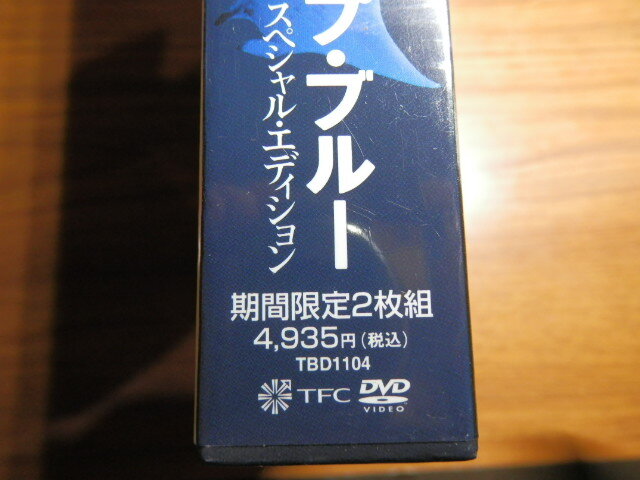 プ・ブルー
スペシャル・エディション
期間限定2枚組
4,935円(税込)
TBD1104
TFC DVD
VIDEO